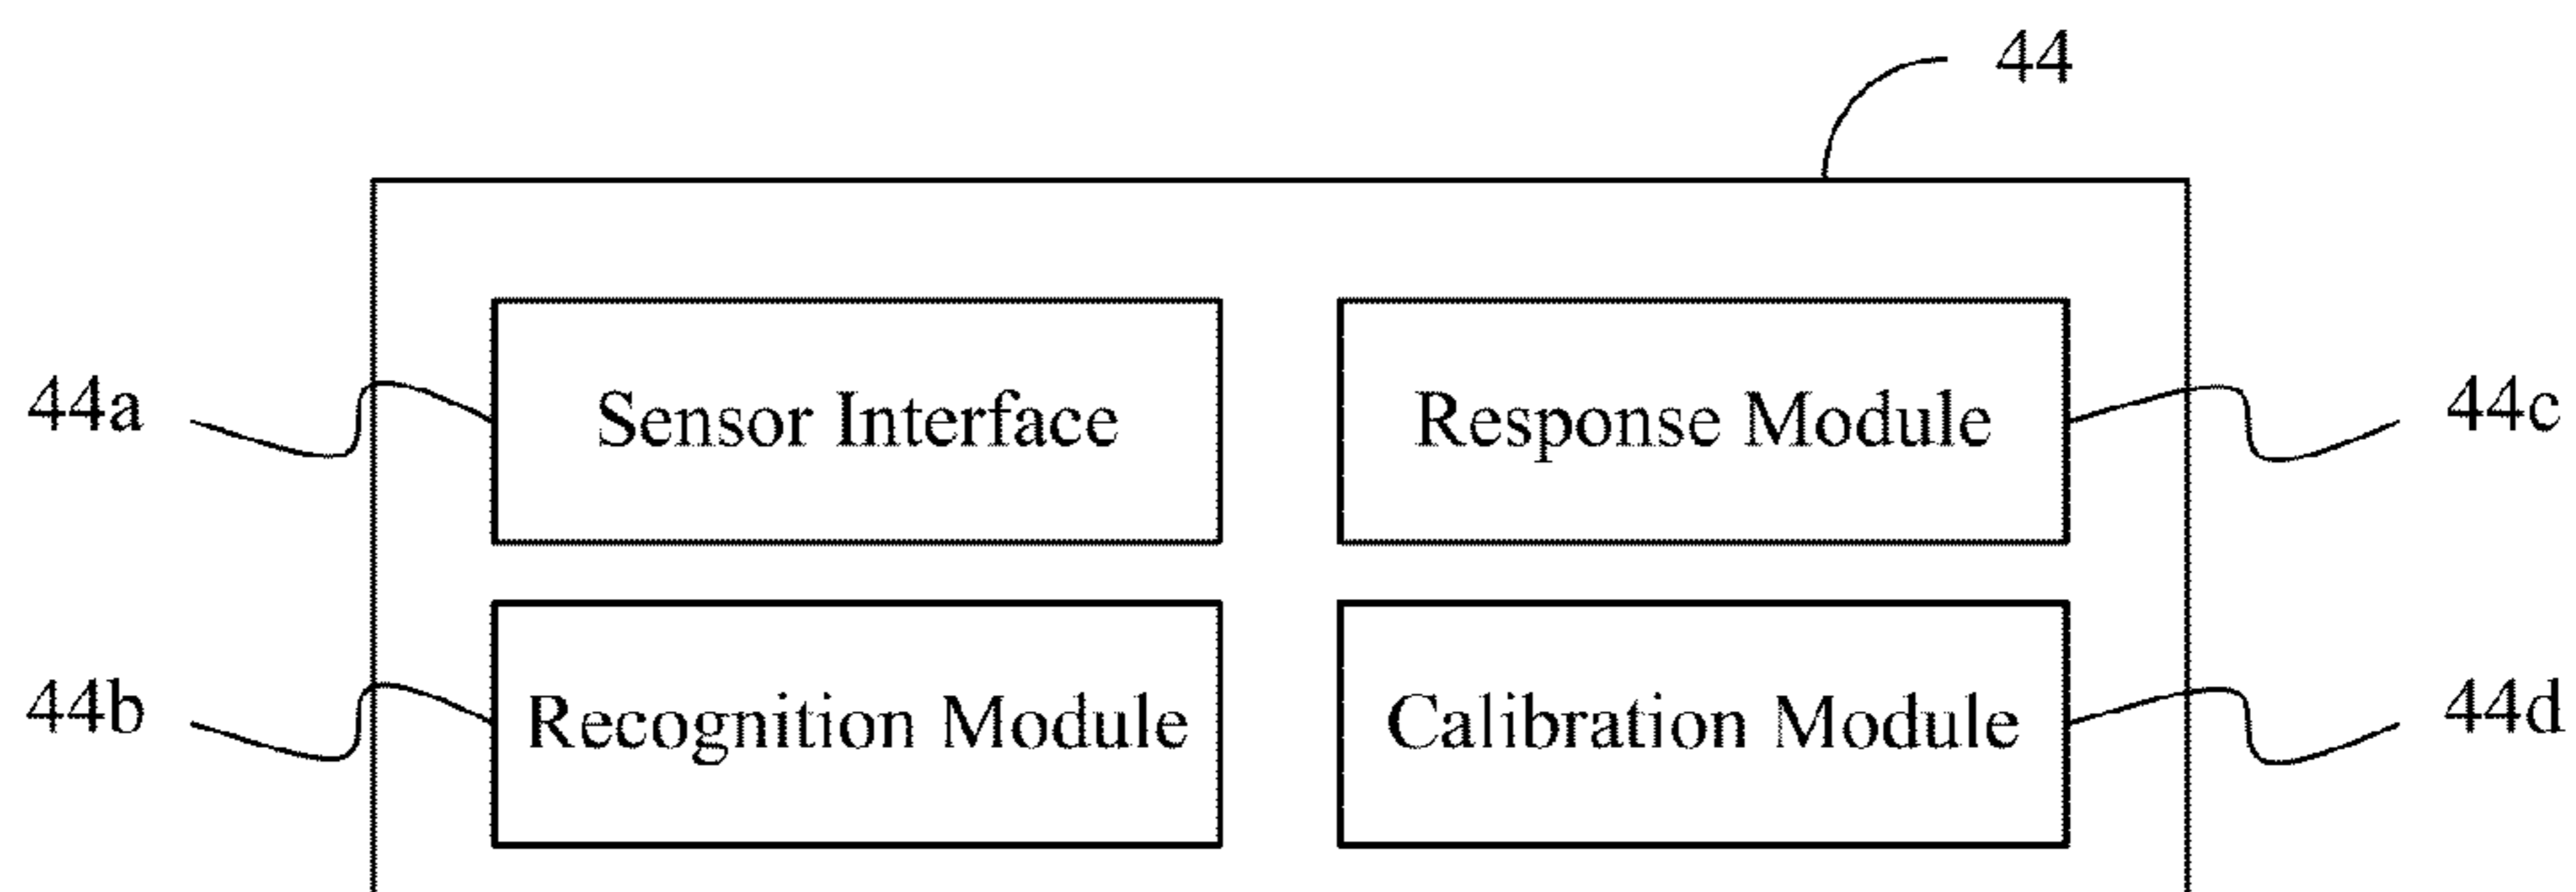 44
44a
Sensor Interface
Response Module
44c
44b
Recognition Module
Calibration Module
44d